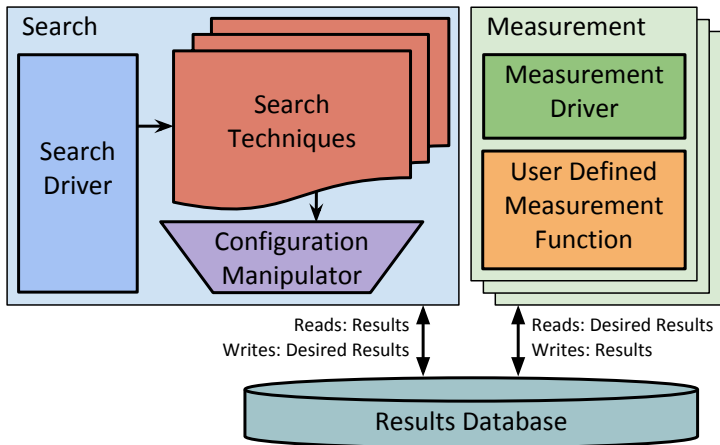 Search
Search
Driver
Search
Techniques
Configuration
Manipulator
Measurement
Measurement
Driver
User Defined
Measurement
Function
Reads: Results
Writes: Desired Results
Reads: Desired Results
Writes: Results
Results Database